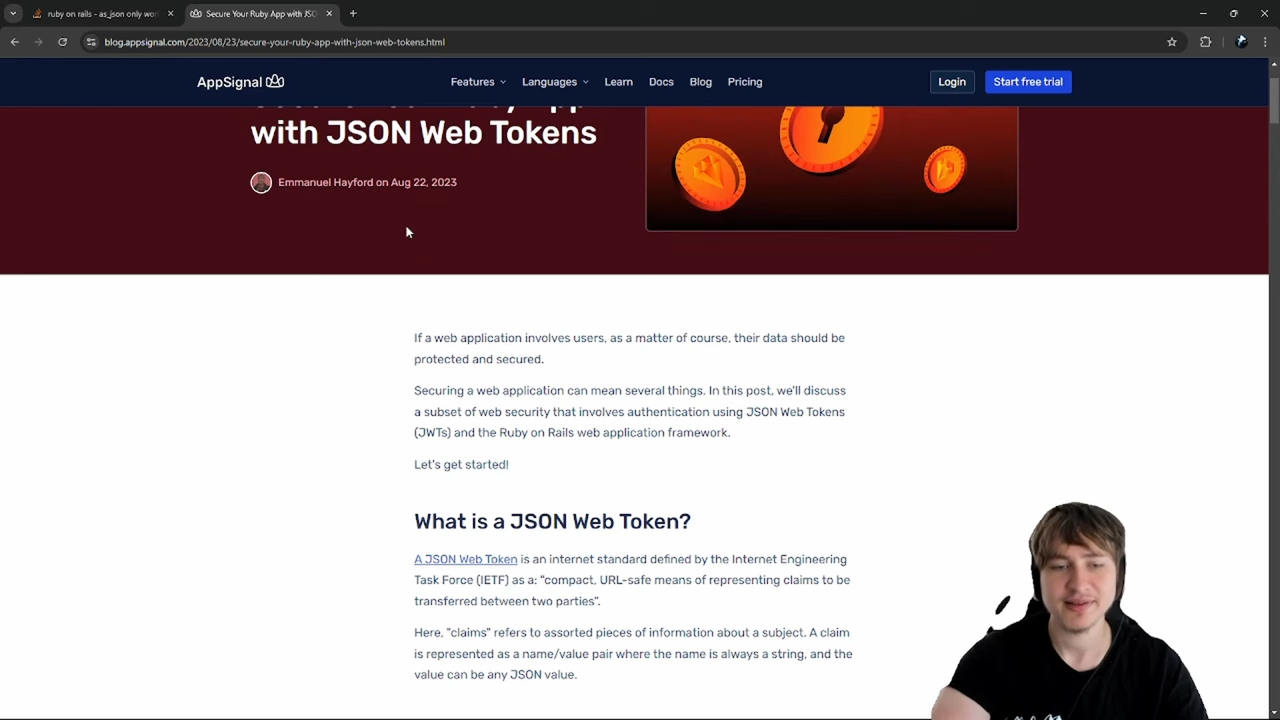 ruby on rails - as_json only wor
Secure Your Ruby App with JSO
blog.appsignal.com/2023/08/23/secure-your-ruby-app-with-json-web-tokens.html
AppSignal
Features
Languages
Learn
Docs
Blog
Pricing
Login
Start free trial
with JSON Web Tokens
Emmanuel Hayford on Aug 22, 2023
If a web application involves users, as a matter of course, their data should be
protected and secured.
Securing a web application can mean several things. In this post, we'll discuss
a subset of web security that involves authentication using JSON Web Tokens
(JWTs) and the Ruby on Rails web application framework.
Let's get started!
What is a JSON Web Token?
A JSON Web Token is an internet standard defined by the Internet Engineering
Task Force (IETF) as a: "compact, URL-safe means of representing claims to be
transferred between two parties".
Here, "claims" refers to assorted pieces of information about a subject. A claim
is represented as a name/value pair where the name is always a string, and the
value can be any JSON value.